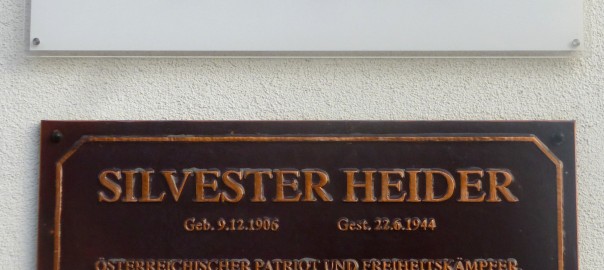 SILVESTER HEIDER
Geb. 9.12.1906 Gest. 22.6.1944
ÖSTERREICHISCHER PATRIOT UND FREIHEITSKÄMPFER